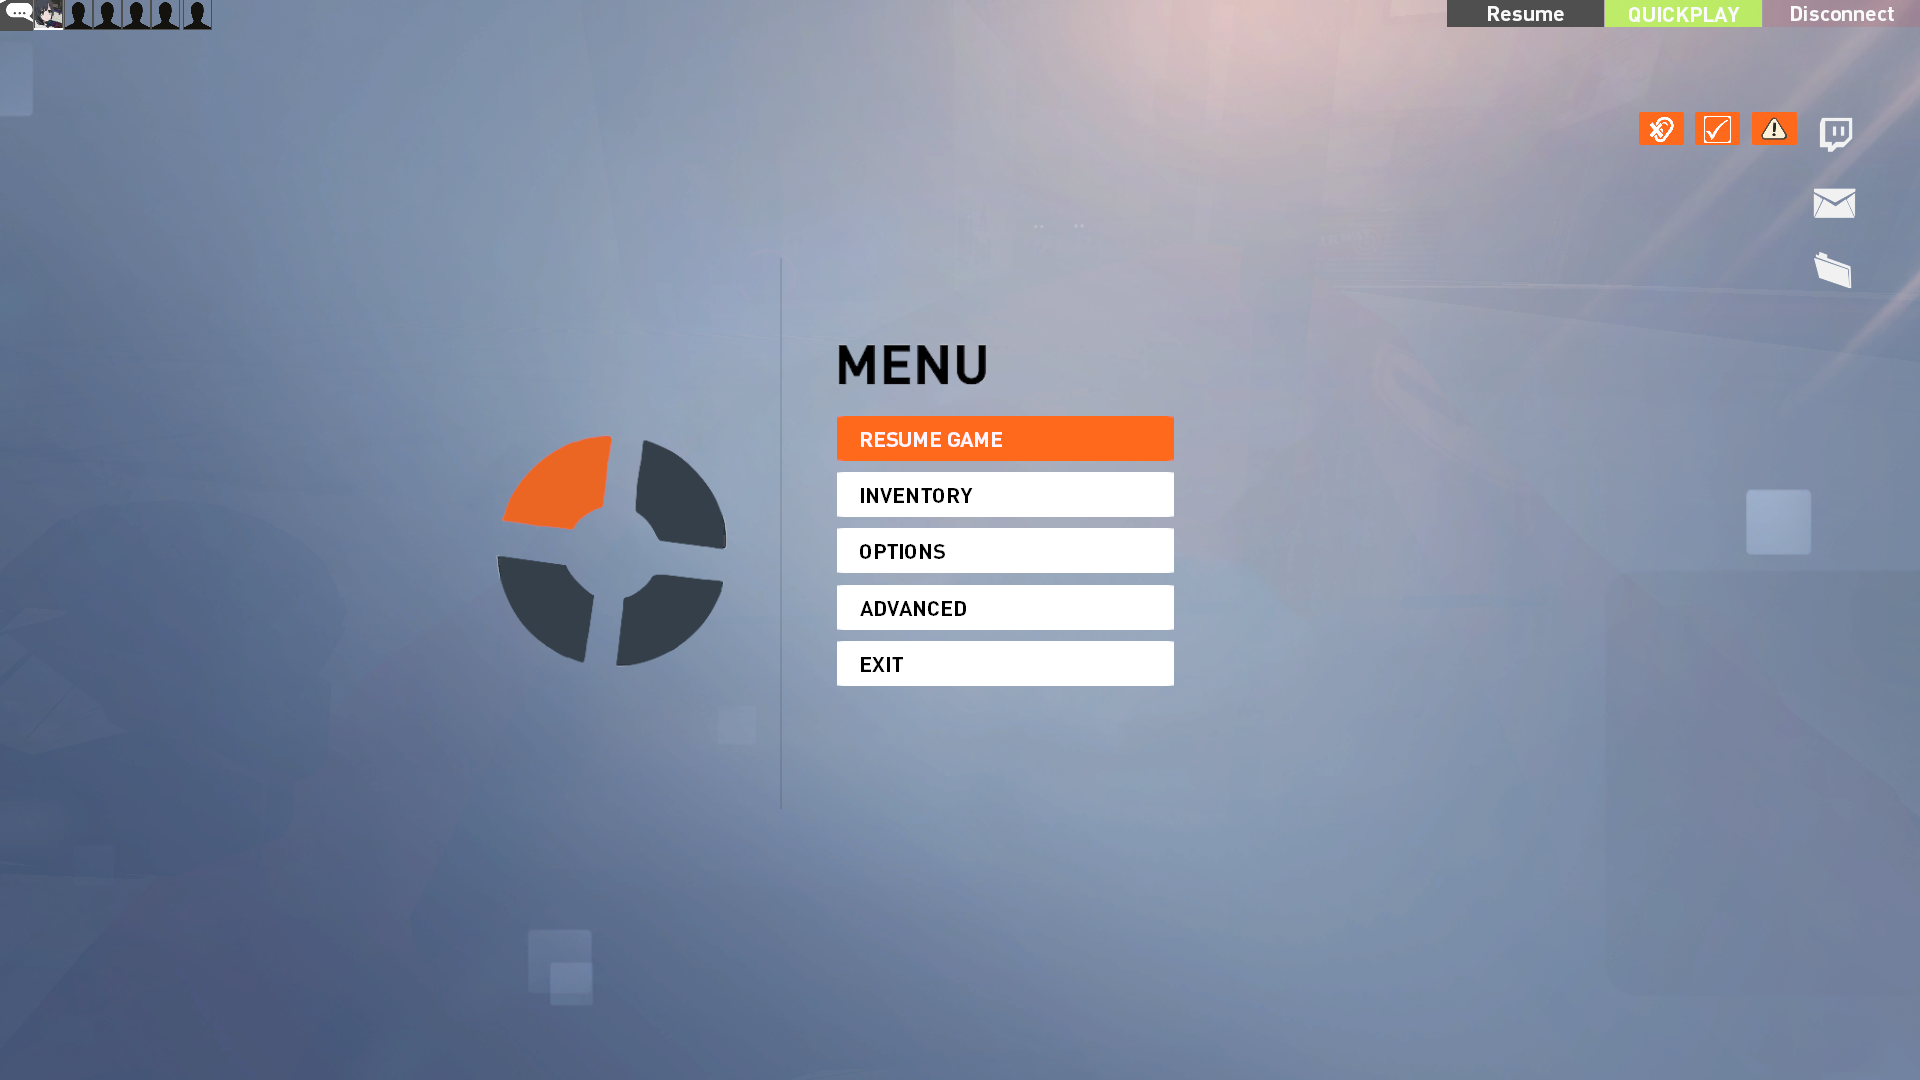 Resume
QUICKPLAY
Disconnect
MENU
RESUME GAME
INVENTORY
OPTIONS
ADVANCED
EXIT